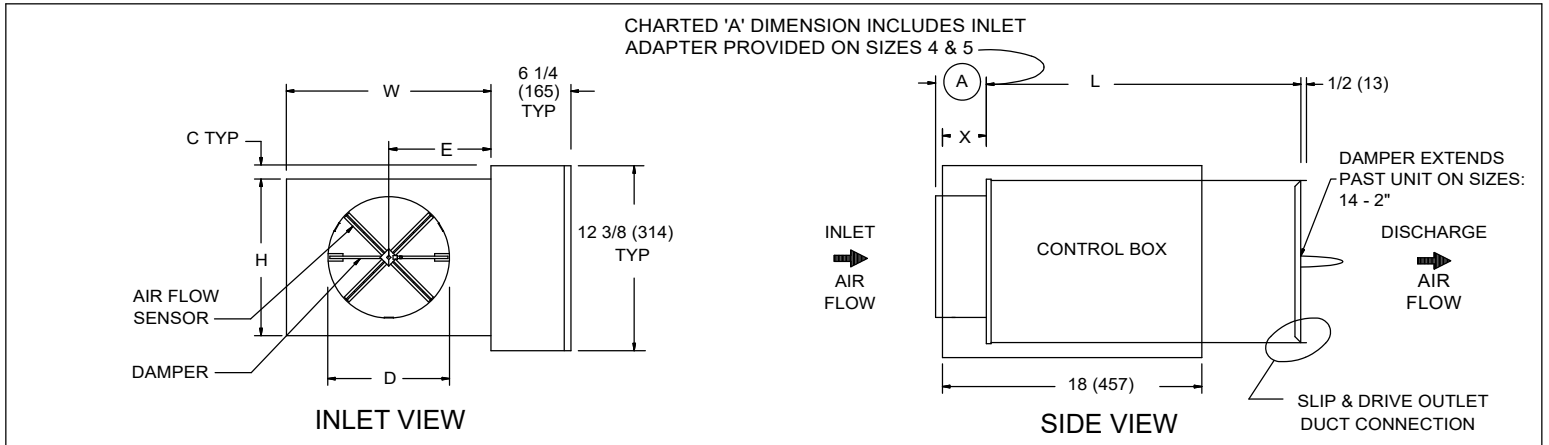 CHARTED 'A' DIMENSION INCLUDES INLET
ADAPTER PROVIDED ON SIZES 4 & 5
6 1/4
(165)
TYP
W
C TYP
E
H
12 3/8 (314)
TYP
AIR FLOW
SENSOR
DAMPER
D
INLET VIEW
A
L
1/2 (13)
X
DAMPER EXTENDS
PAST UNIT ON SIZES:
14 - 2"
INLET
AIR
FLOW
CONTROL BOX
DISCHARGE
AIR
FLOW
18 (457)
SLIP & DRIVE OUTLET
DUCT CONNECTION
SIDE VIEW